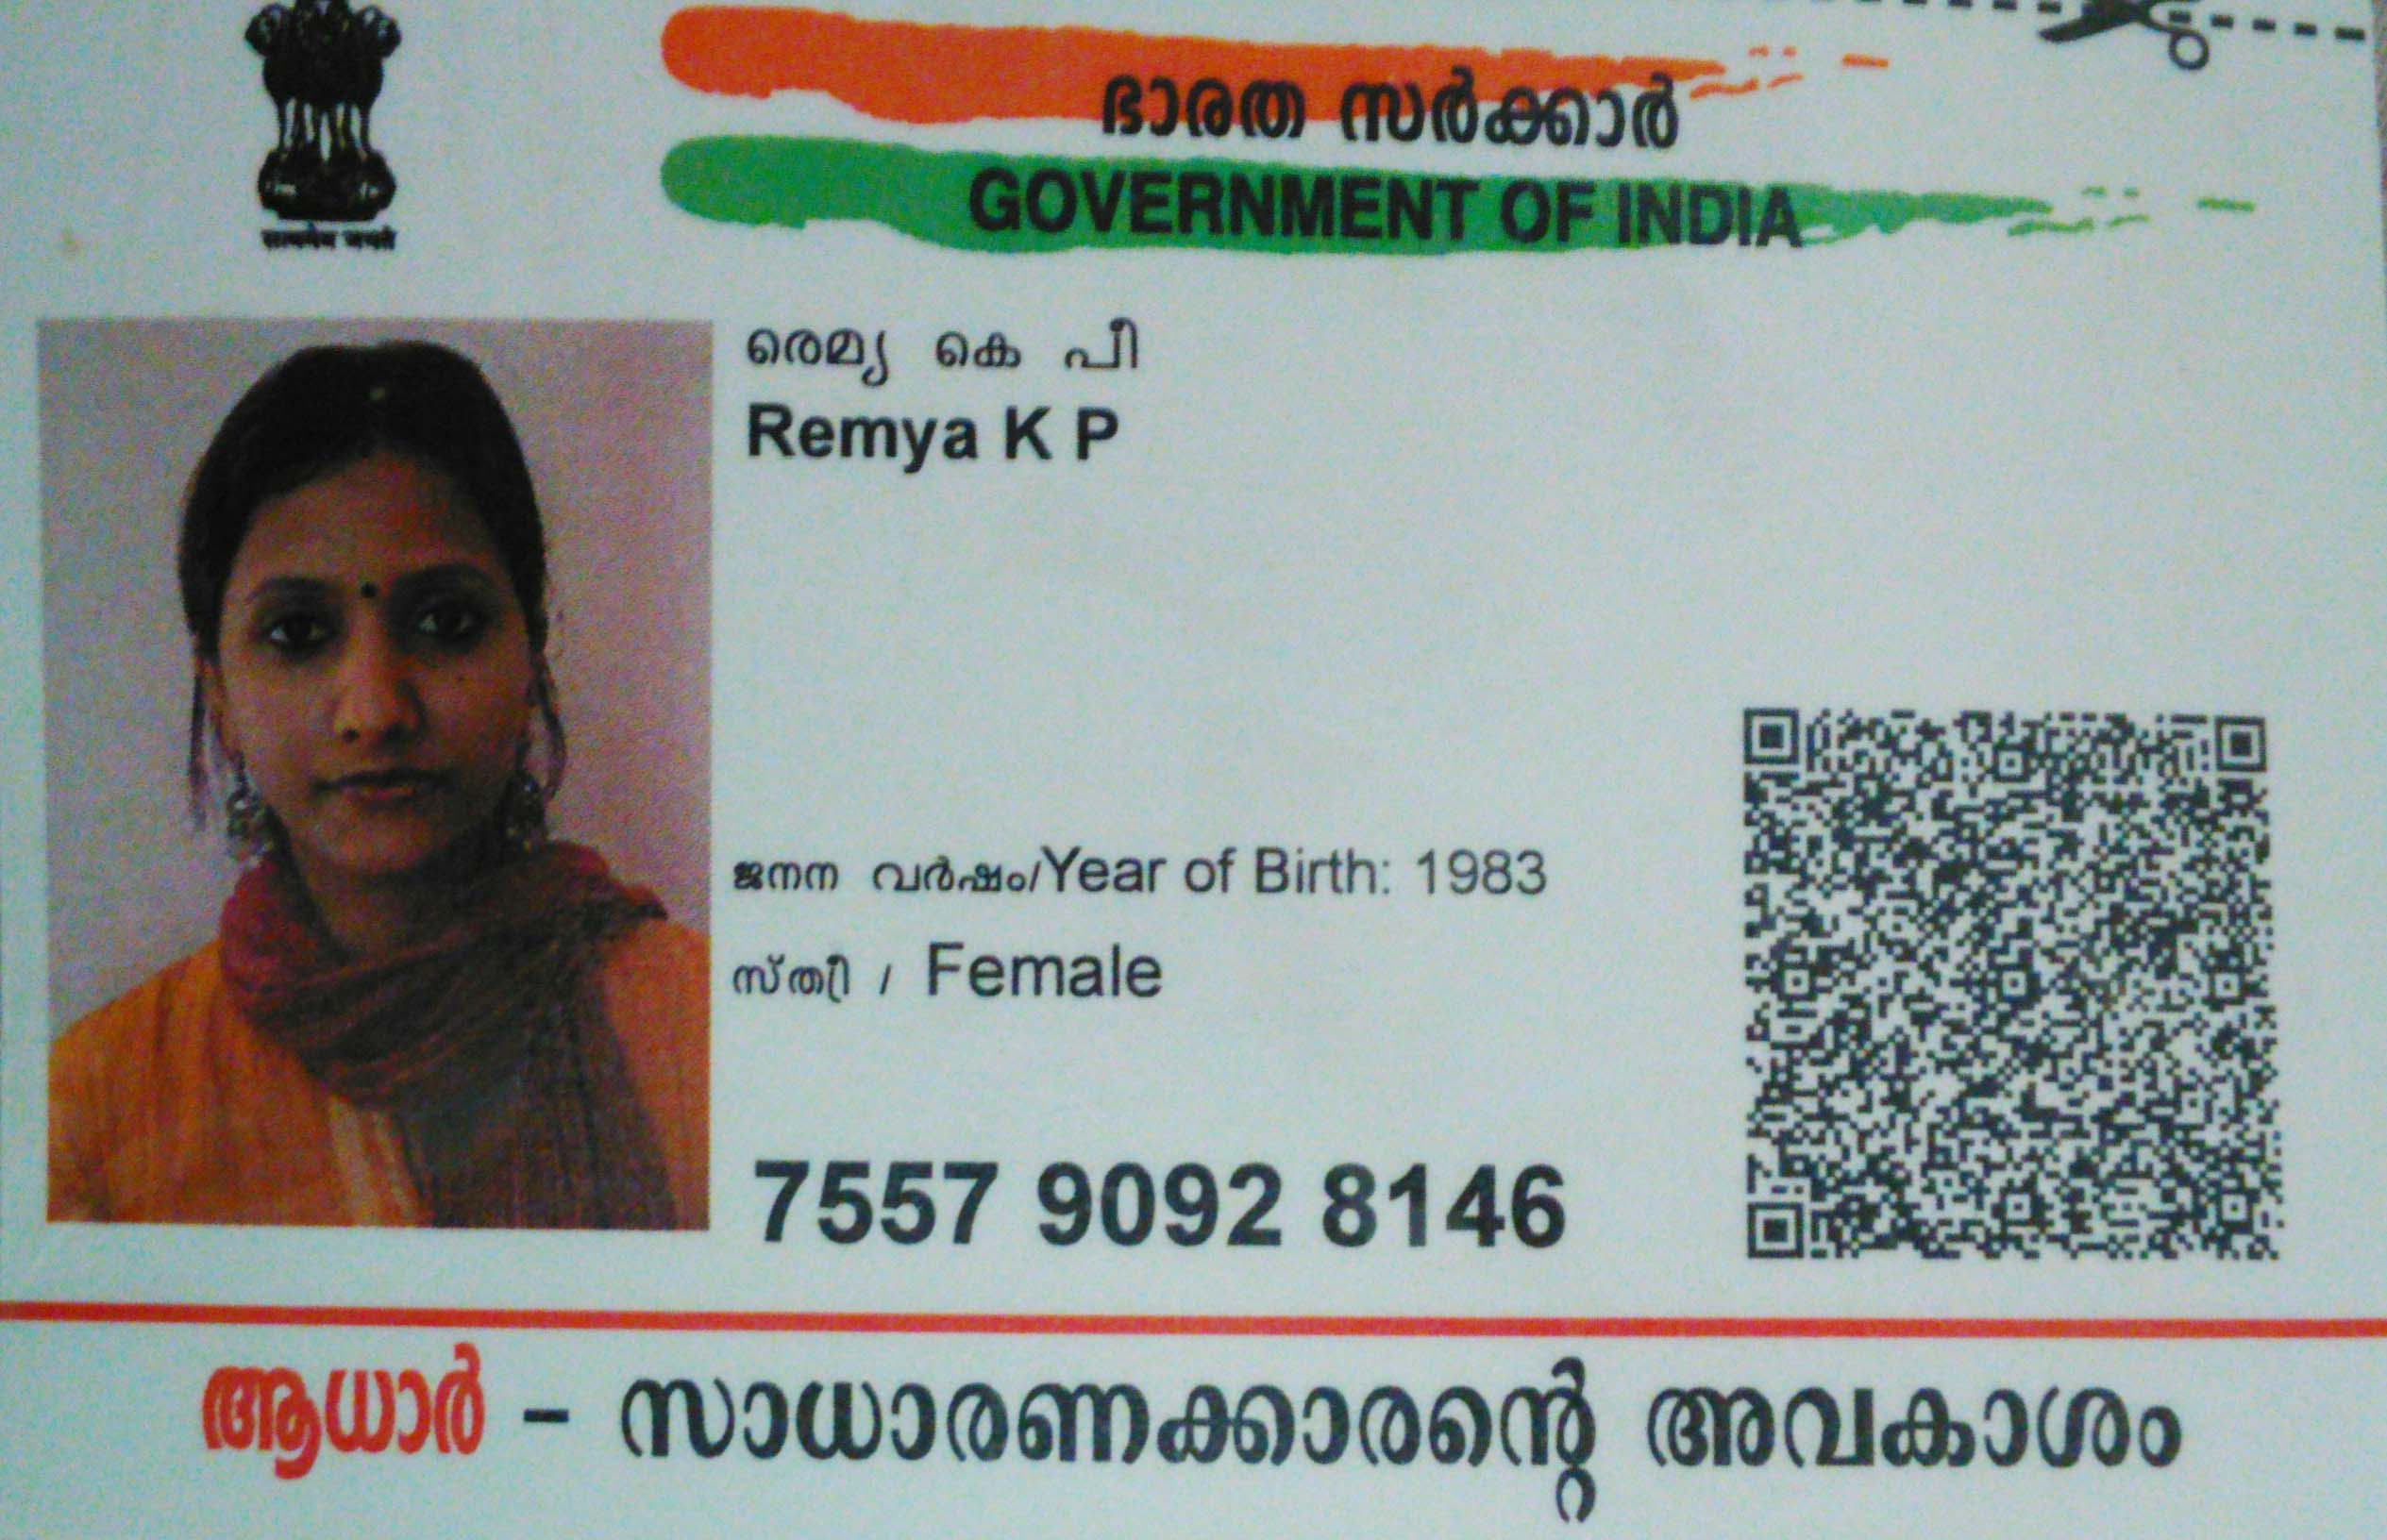 ഭാരത സർക്കാർ
GOVERNMENT OF INDIA
सत्यमेव जयते
രെമ്യ കെ പീ
Remya K P
ജനന വർഷം/Year of Birth: 1983
സ്ത്രീ / Female
7557 9092 8146
ആധാർ – സാധാരണക്കാരന്റെ അവകാശം